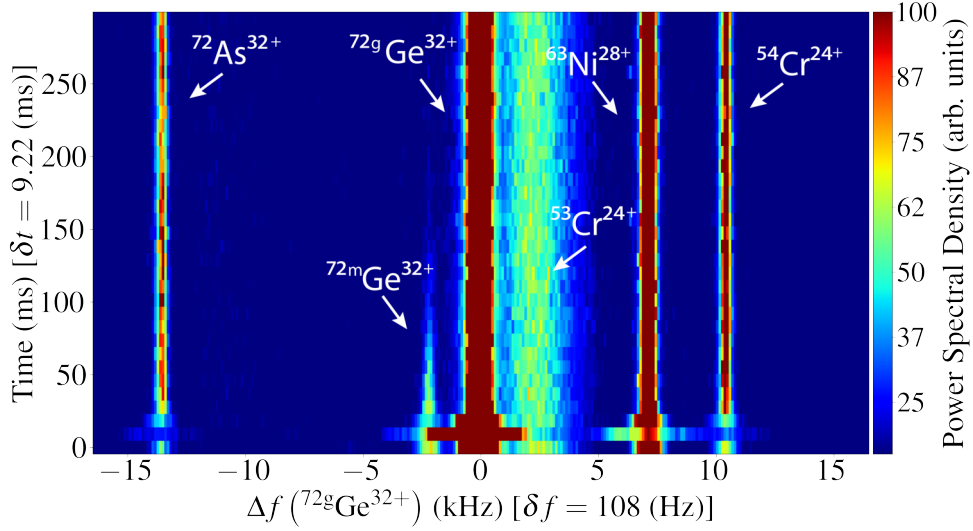 ⁷²As³²⁺
⁷²ᵍGe³²⁺
⁶³Ni²⁸⁺
⁵⁴Cr²⁴⁺
⁵³Cr²⁴⁺
⁷²ᵐGe³²⁺
Time (ms) [δt = 9.22 (ms)]
250
200
150
100
50
0
−15 −10 −5 0 5 10 15
Δf (⁷²ᵍGe³²⁺) (kHz) [δf = 108 (Hz)]
100
87
75
62
50
37
25
Power Spectral Density (arb. units)